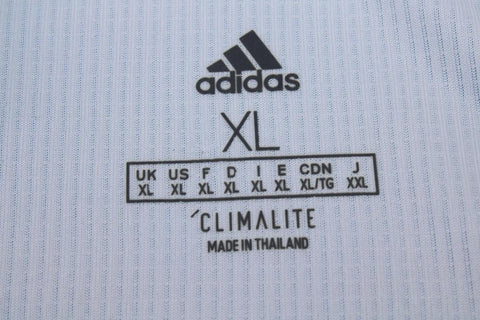 adidas
XL
UK US F D I E CDN J
XL XL XL XL XL XL XL/TG XXL
´CLIMALITE
MADE IN THAILAND